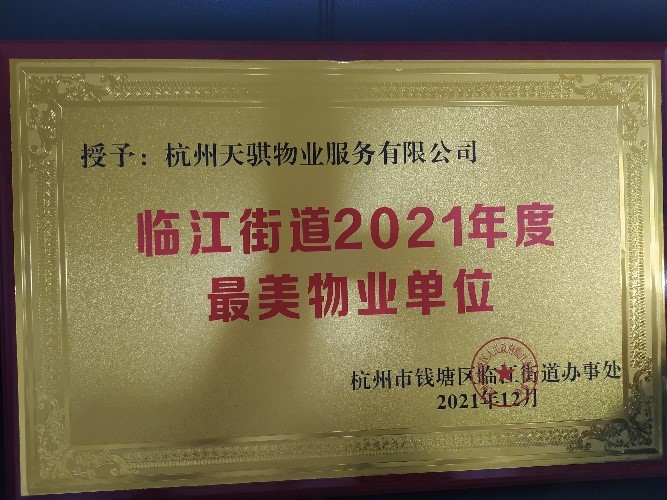 授予：杭州天骐物业服务有限公司
临江街道2021年度
最美物业单位
杭州市钱塘区临江街道办事处
2021年12月